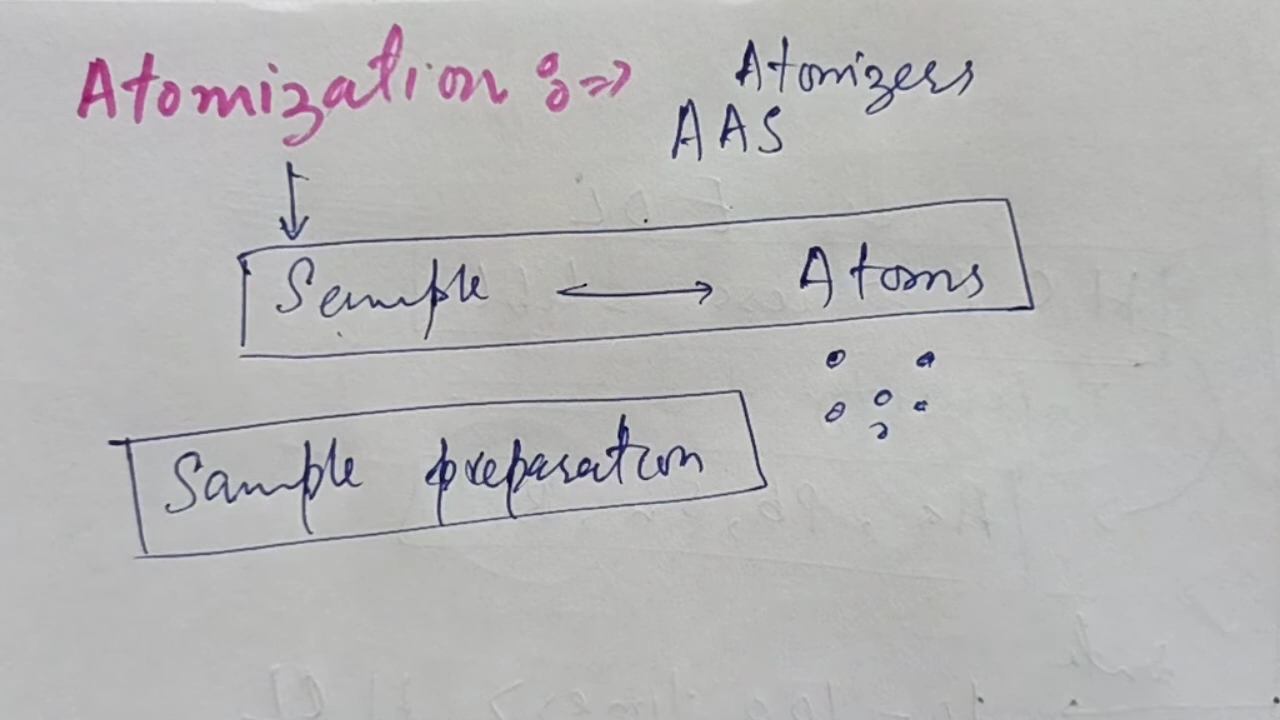 Atomization :=> Atomizers
AAS
Sample ⟷ Atoms
Sample preparation